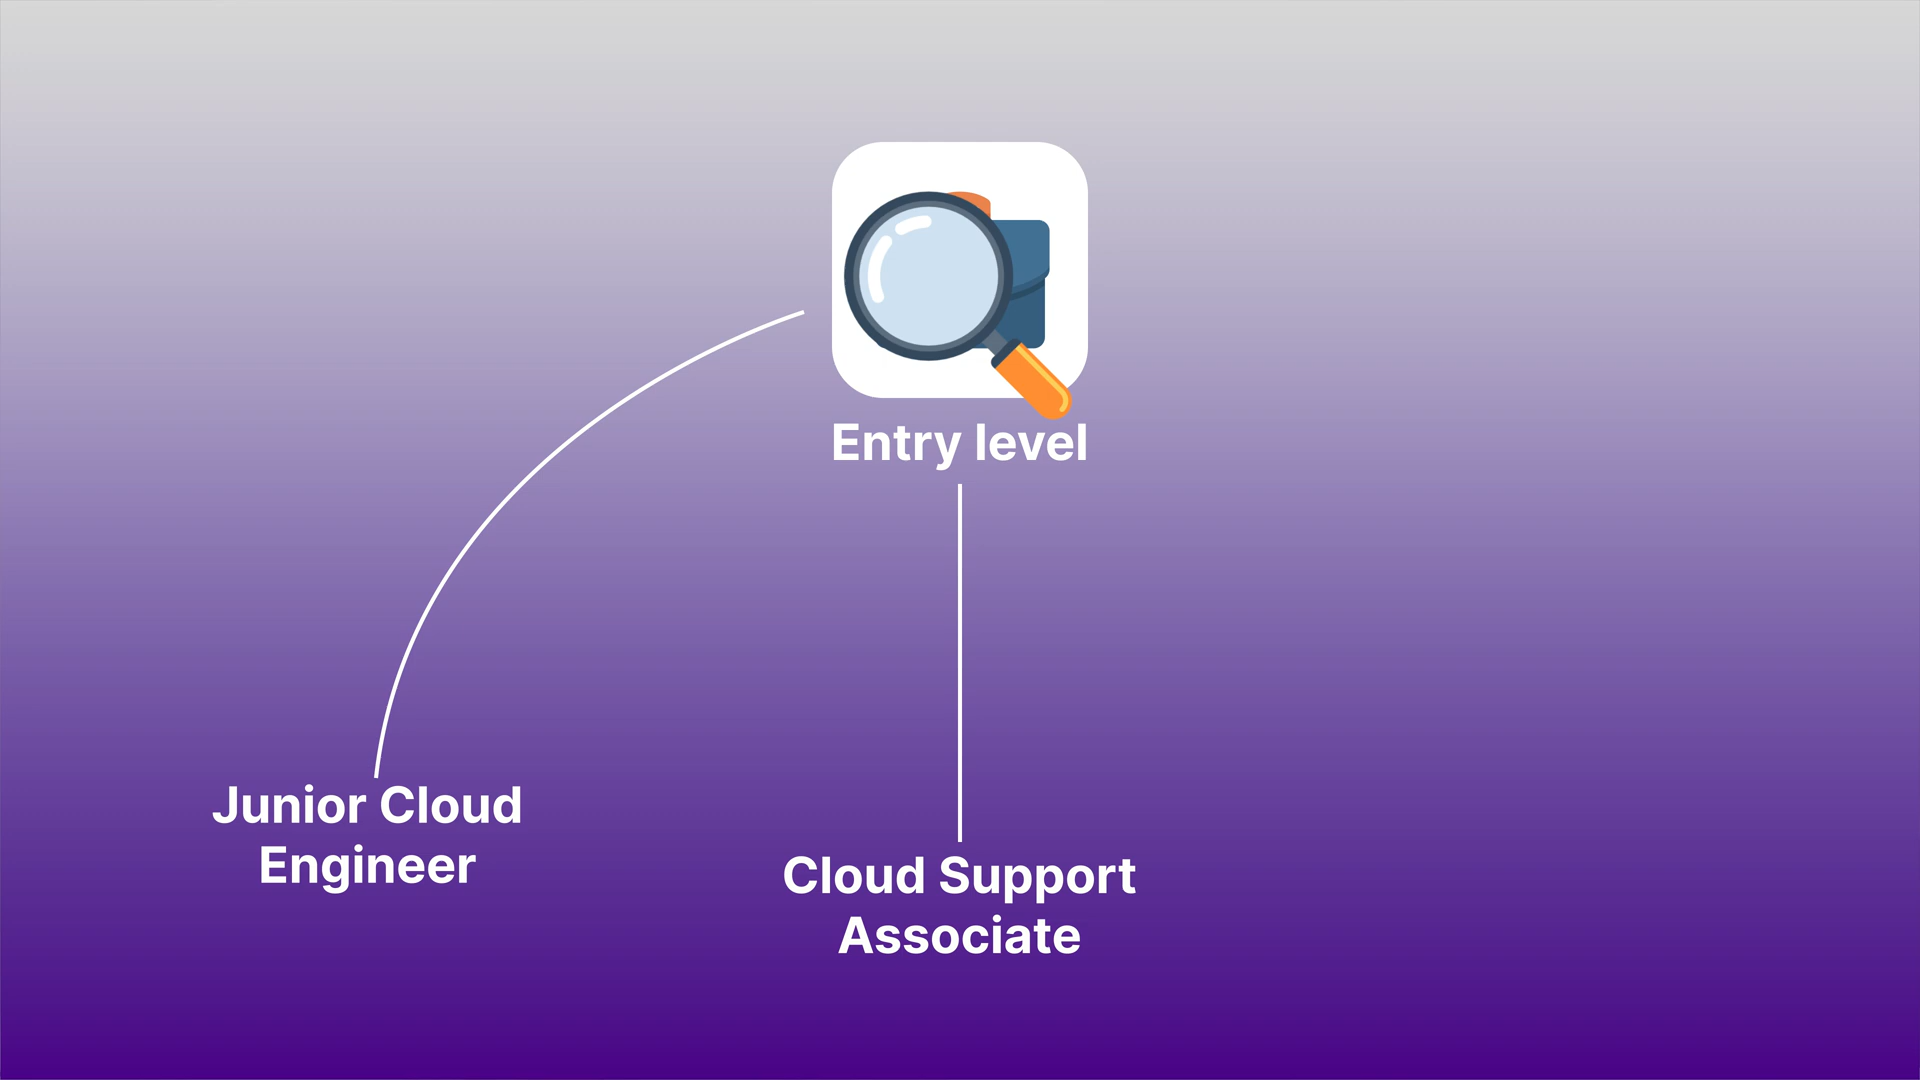 Entry level
Junior Cloud
Engineer
Cloud Support
Associate